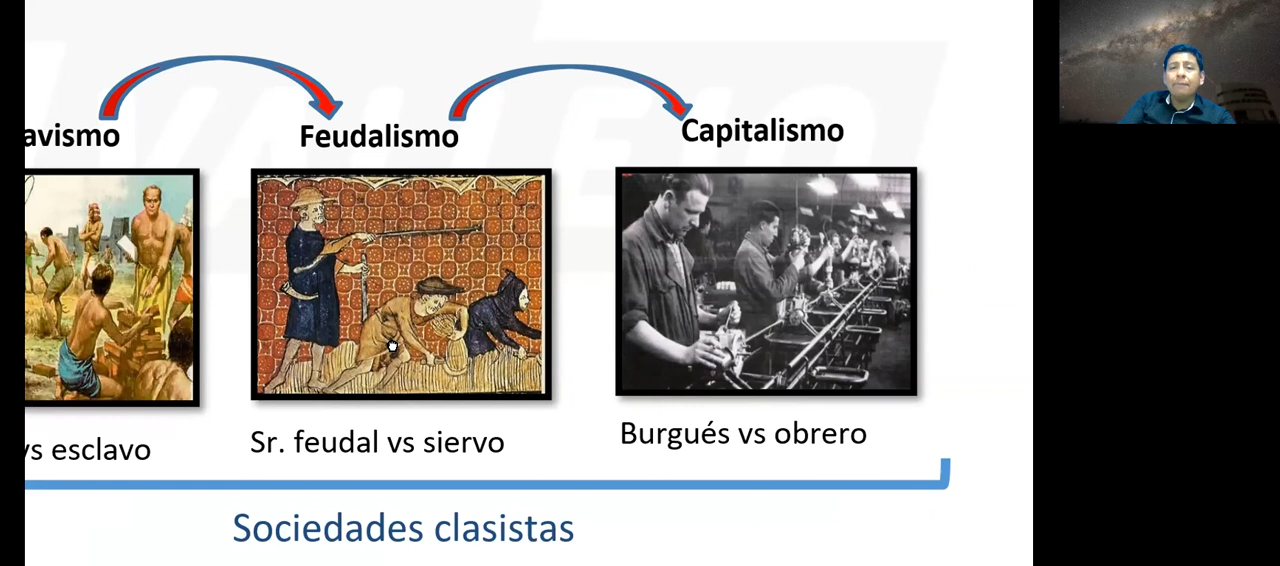 avismo
Feudalismo
Capitalismo
vs esclavo
Sr. feudal vs siervo
Burgués vs obrero
Sociedades clasistas